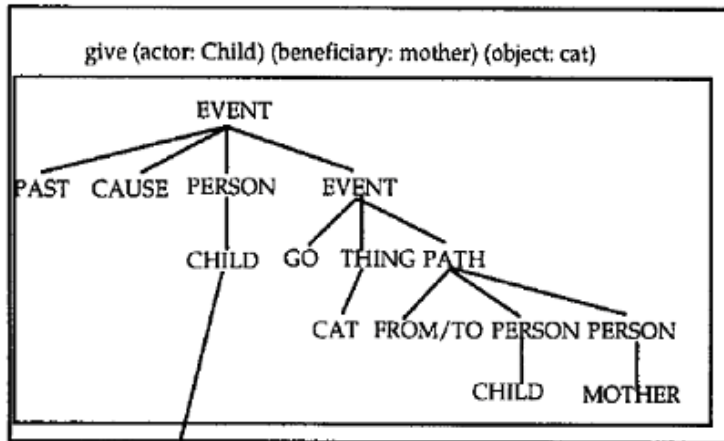 give (actor: Child) (beneficiary: mother) (object: cat)
EVENT
PAST CAUSE PERSON EVENT
CHILD GO THING PATH
CAT FROM/TO PERSON PERSON
CHILD MOTHER